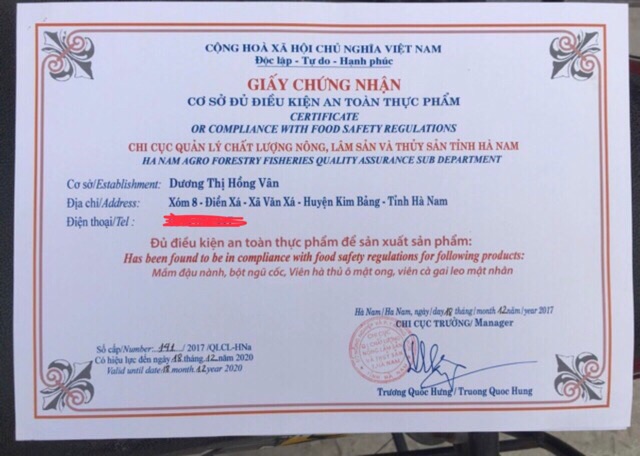 CỘNG HOÀ XÃ HỘI CHỦ NGHĨA VIỆT NAM
Độc lập - Tự do - Hạnh phúc
GIẤY CHỨNG NHẬN
CƠ SỞ ĐỦ ĐIỀU KIỆN AN TOÀN THỰC PHẨM
CERTIFICATE
OR COMPLIANCE WITH FOOD SAFETY REGULATIONS
CHI CỤC QUẢN LÝ CHẤT LƯỢNG NÔNG, LÂM SẢN VÀ THỦY SẢN TỈNH HÀ NAM
HA NAM AGRO FORESTRY FISHERIES QUALITY ASSURANCE SUB DEPARTMENT
Cơ sở/Establishment: Dương Thị Hồng Vân
Địa chỉ/Address: Xóm 8 - Điền Xá - Xã Văn Xá - Huyện Kim Bảng - Tỉnh Hà Nam
Điện thoại/Tel :
Đủ điều kiện an toàn thực phẩm để sản xuất sản phẩm:
Has been found to be in compliance with food safety regulations for following products:
Mầm đậu nành, bột ngũ cốc, Viên hà thủ ô mật ong, viên cà gai leo mật nhân
Hà Nam/Ha Nam, ngày/day 18 tháng/month 12 năm/year 2017
CHI CỤC TRƯỞNG/Manager
Số cấp/Number: 191 / 2017 /QLCL-HNa
Có hiệu lực đến ngày 18 tháng 12 năm 2020
Valid until date 18 month 12 year 2020
Trương Quốc Hưng/ Truong Quoc Hung